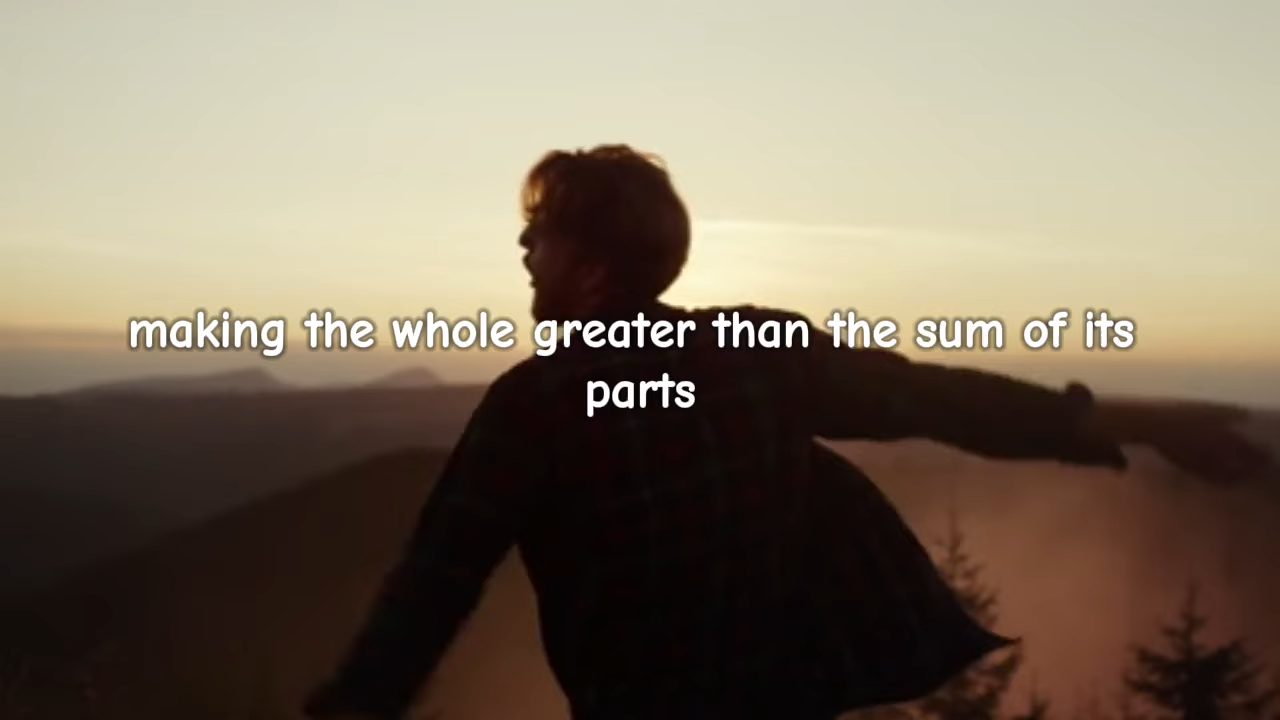 making the whole greater than the sum of its
parts